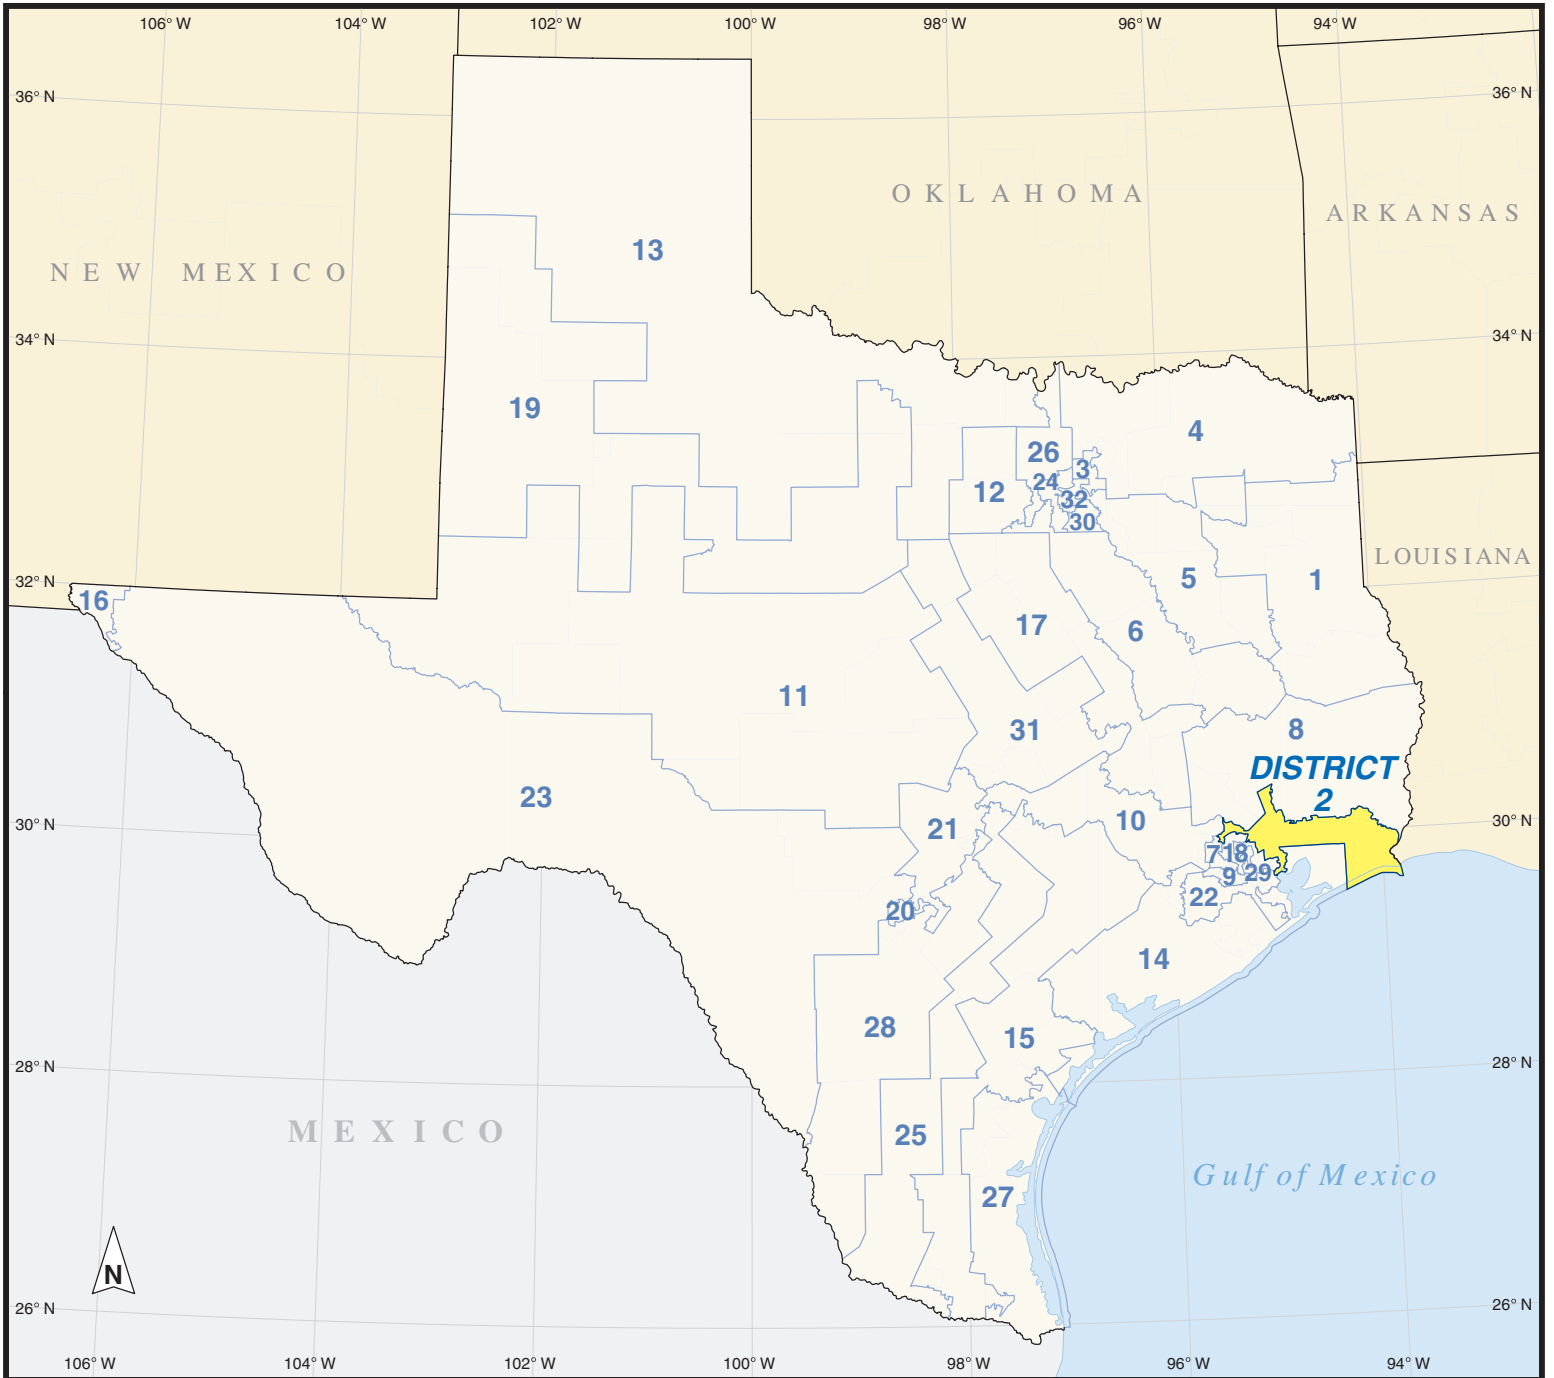 106° W 104° W 102° W 100° W 98° W 96° W 94° W
36° N 36° N
OKLAHOMA
ARKANSAS
13
NEW MEXICO
34° N 34° N
19
4
26
3
24
12
32
30
LOUISIANA
32° N
5
1
16
17
6
11
31
8
DISTRICT
2
23
30° N 30° N
10
21
7 18
29
9
22
20
14
28
15
28° N 28° N
MEXICO
25
Gulf of Mexico
27
N
26° N 26° N
106° W 104° W 102° W 100° W 98° W 96° W 94° W